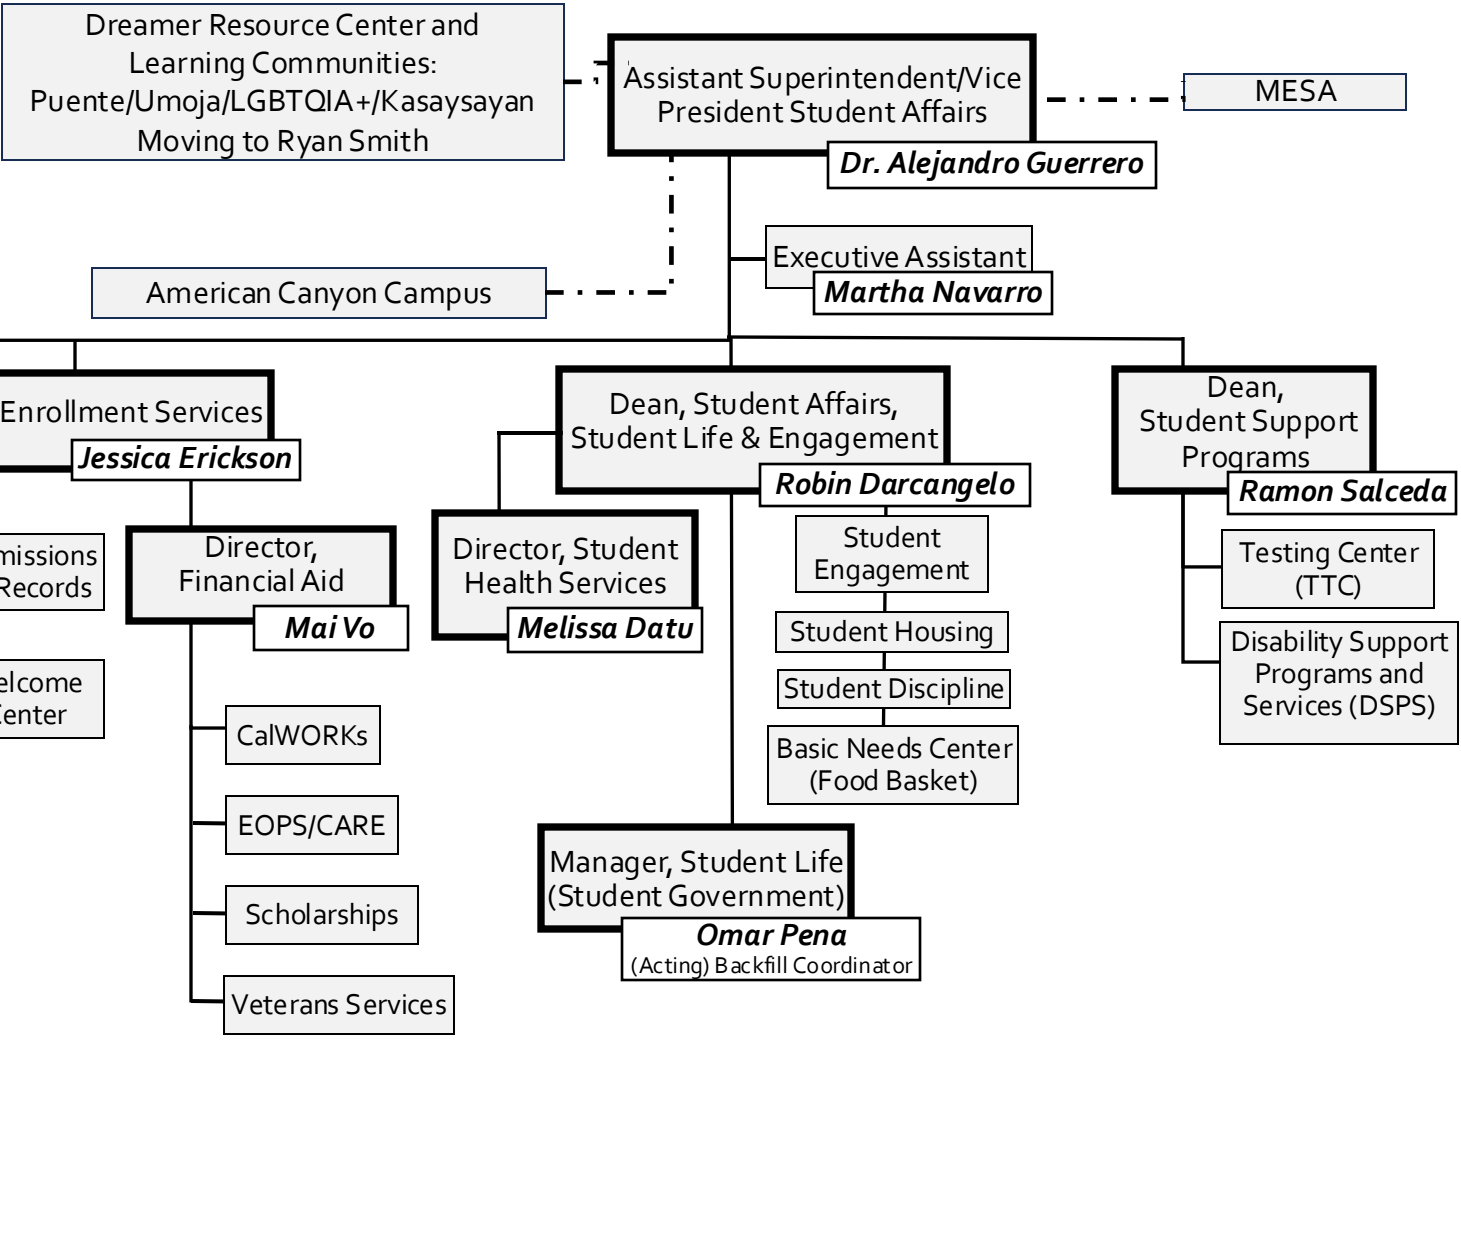 Dreamer Resource Center and
Learning Communities:
Puente/Umoja/LGBTQIA+/Kasaysayan
Moving to Ryan Smith
Assistant Superintendent/Vice
President Student Affairs
Dr. Alejandro Guerrero
MESA
Executive Assistant
Martha Navarro
American Canyon Campus
Enrollment Services
Jessica Erickson
Dean, Student Affairs,
Student Life & Engagement
Robin Darcangelo
Dean,
Student Support
Programs
Ramon Salceda
missions
Records
Director,
Financial Aid
Mai Vo
Director, Student
Health Services
Melissa Datu
Student
Engagement
Student Housing
Student Discipline
Basic Needs Center
(Food Basket)
Testing Center
(TTC)
Disability Support
Programs and
Services (DSPS)
elcome
enter
CalWORKs
EOPS/CARE
Scholarships
Veterans Services
Manager, Student Life
(Student Government)
Omar Pena
(Acting) Backfill Coordinator